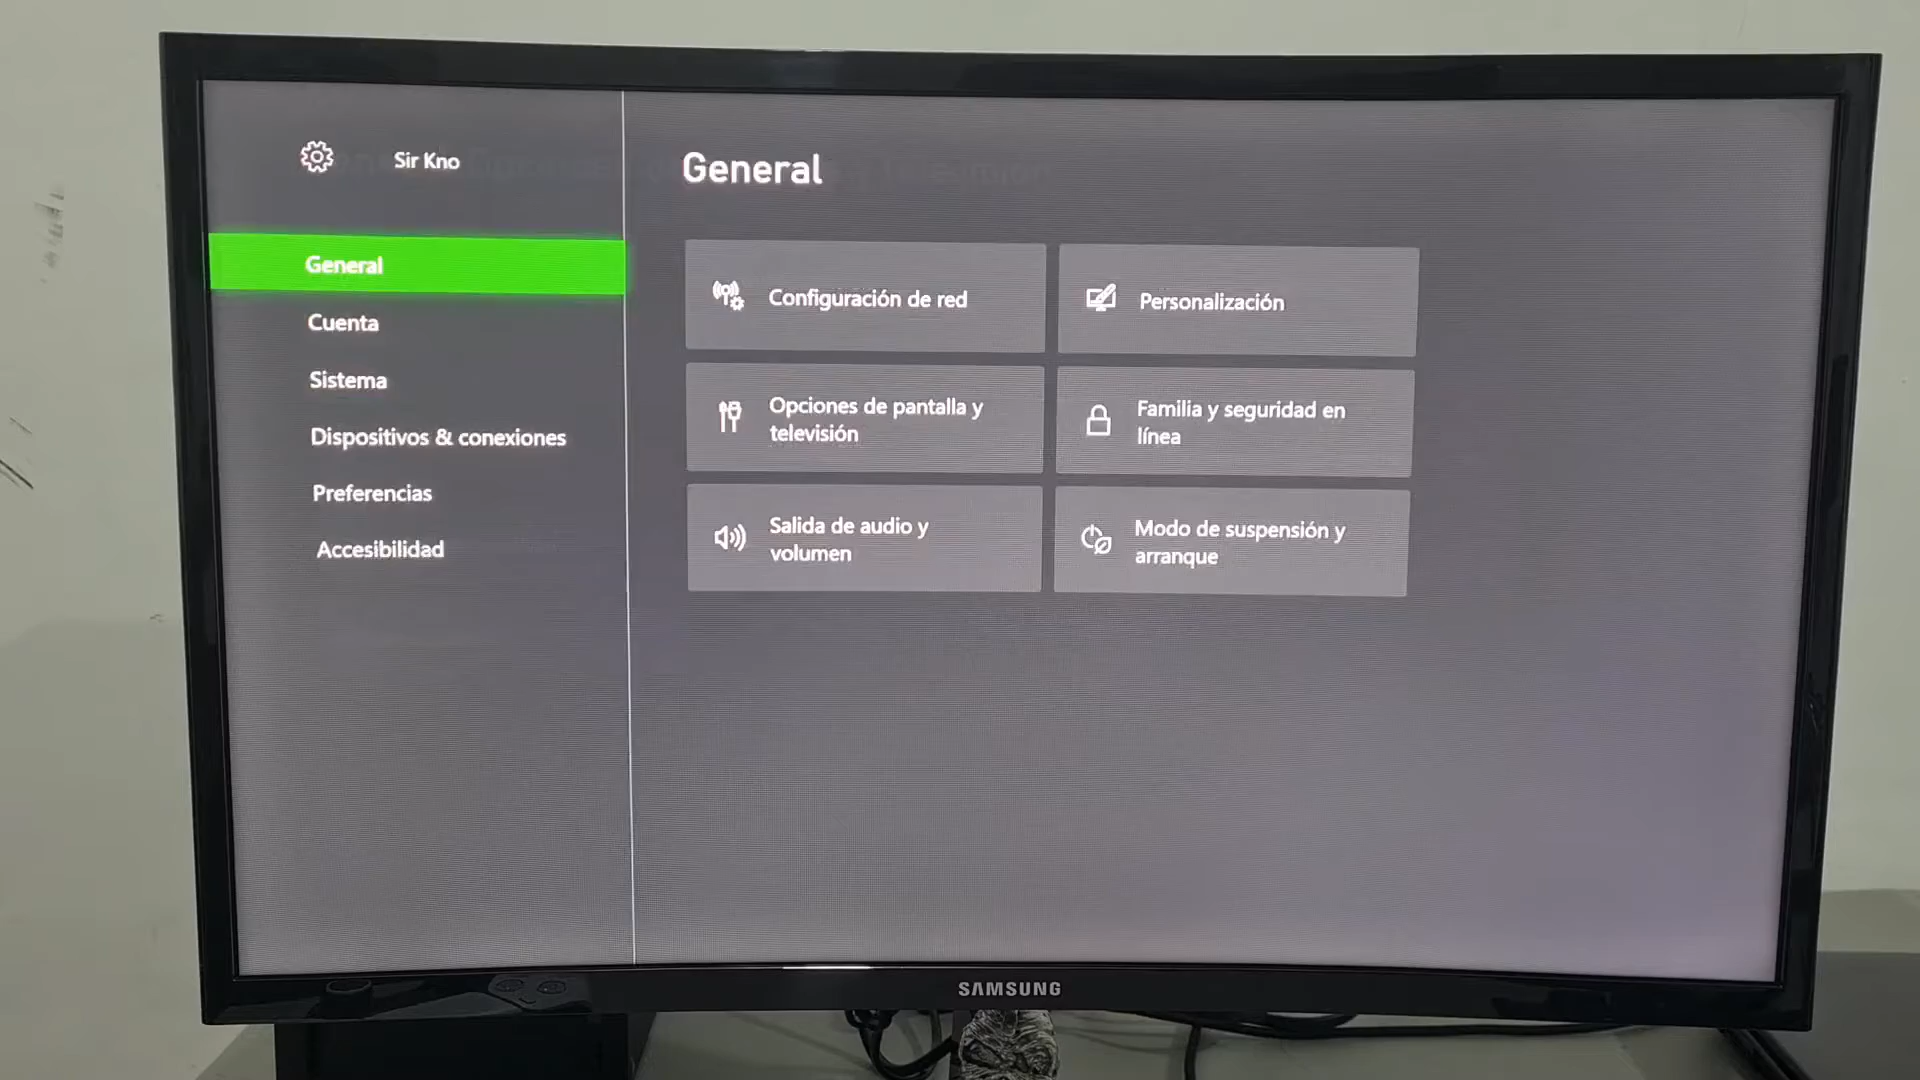 Sir Kno
General
Cuenta
Sistema
Dispositivos & conexiones
Preferencias
Accesibilidad
General
Configuración de red
Personalización
Opciones de pantalla y
televisión
Familia y seguridad en
línea
Salida de audio y
volumen
Modo de suspensión y
arranque
SAMSUNG